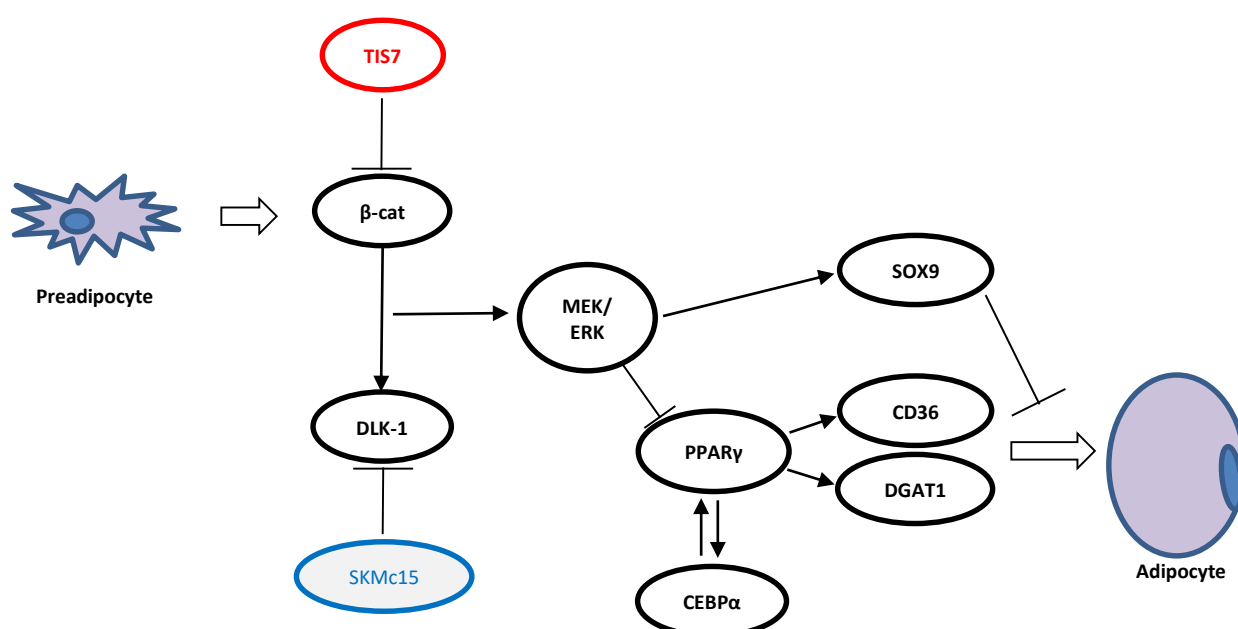 TIS7
β-cat
Preadipocyte
SOX9
MEK/
ERK
CD36
DLK-1
PPARγ
DGAT1
SKMc15
Adipocyte
CEBPα